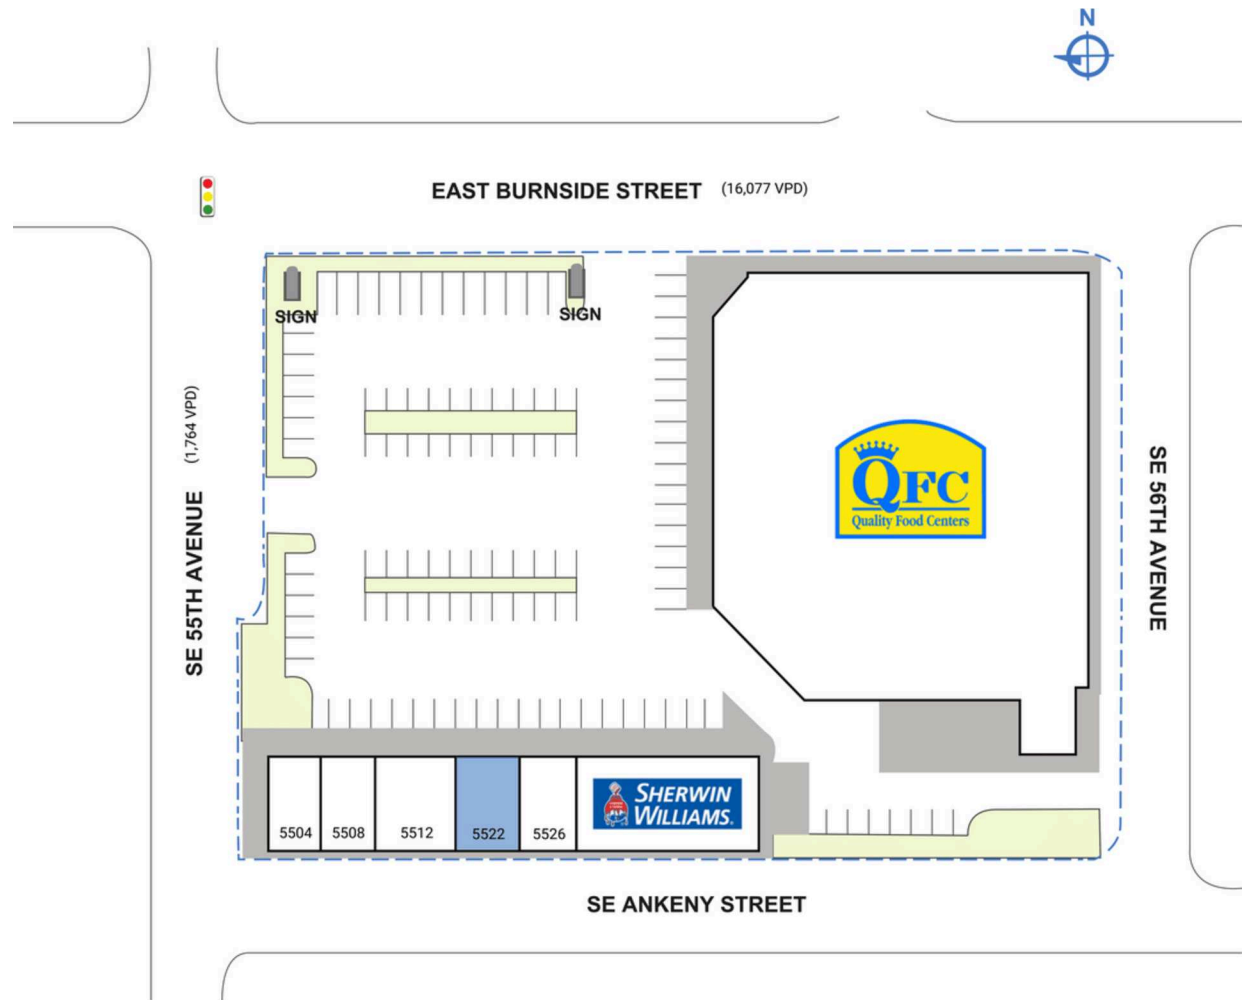 N
EAST BURNSIDE STREET (16,077 VPD)
SIGN
SIGN
SE 55TH AVENUE (1,764 VPD)
QFC
Quality Food Centers
SE 56TH AVENUE
5504
5508
5512
5522
5526
SHERWIN
WILLIAMS.
SE ANKENY STREET